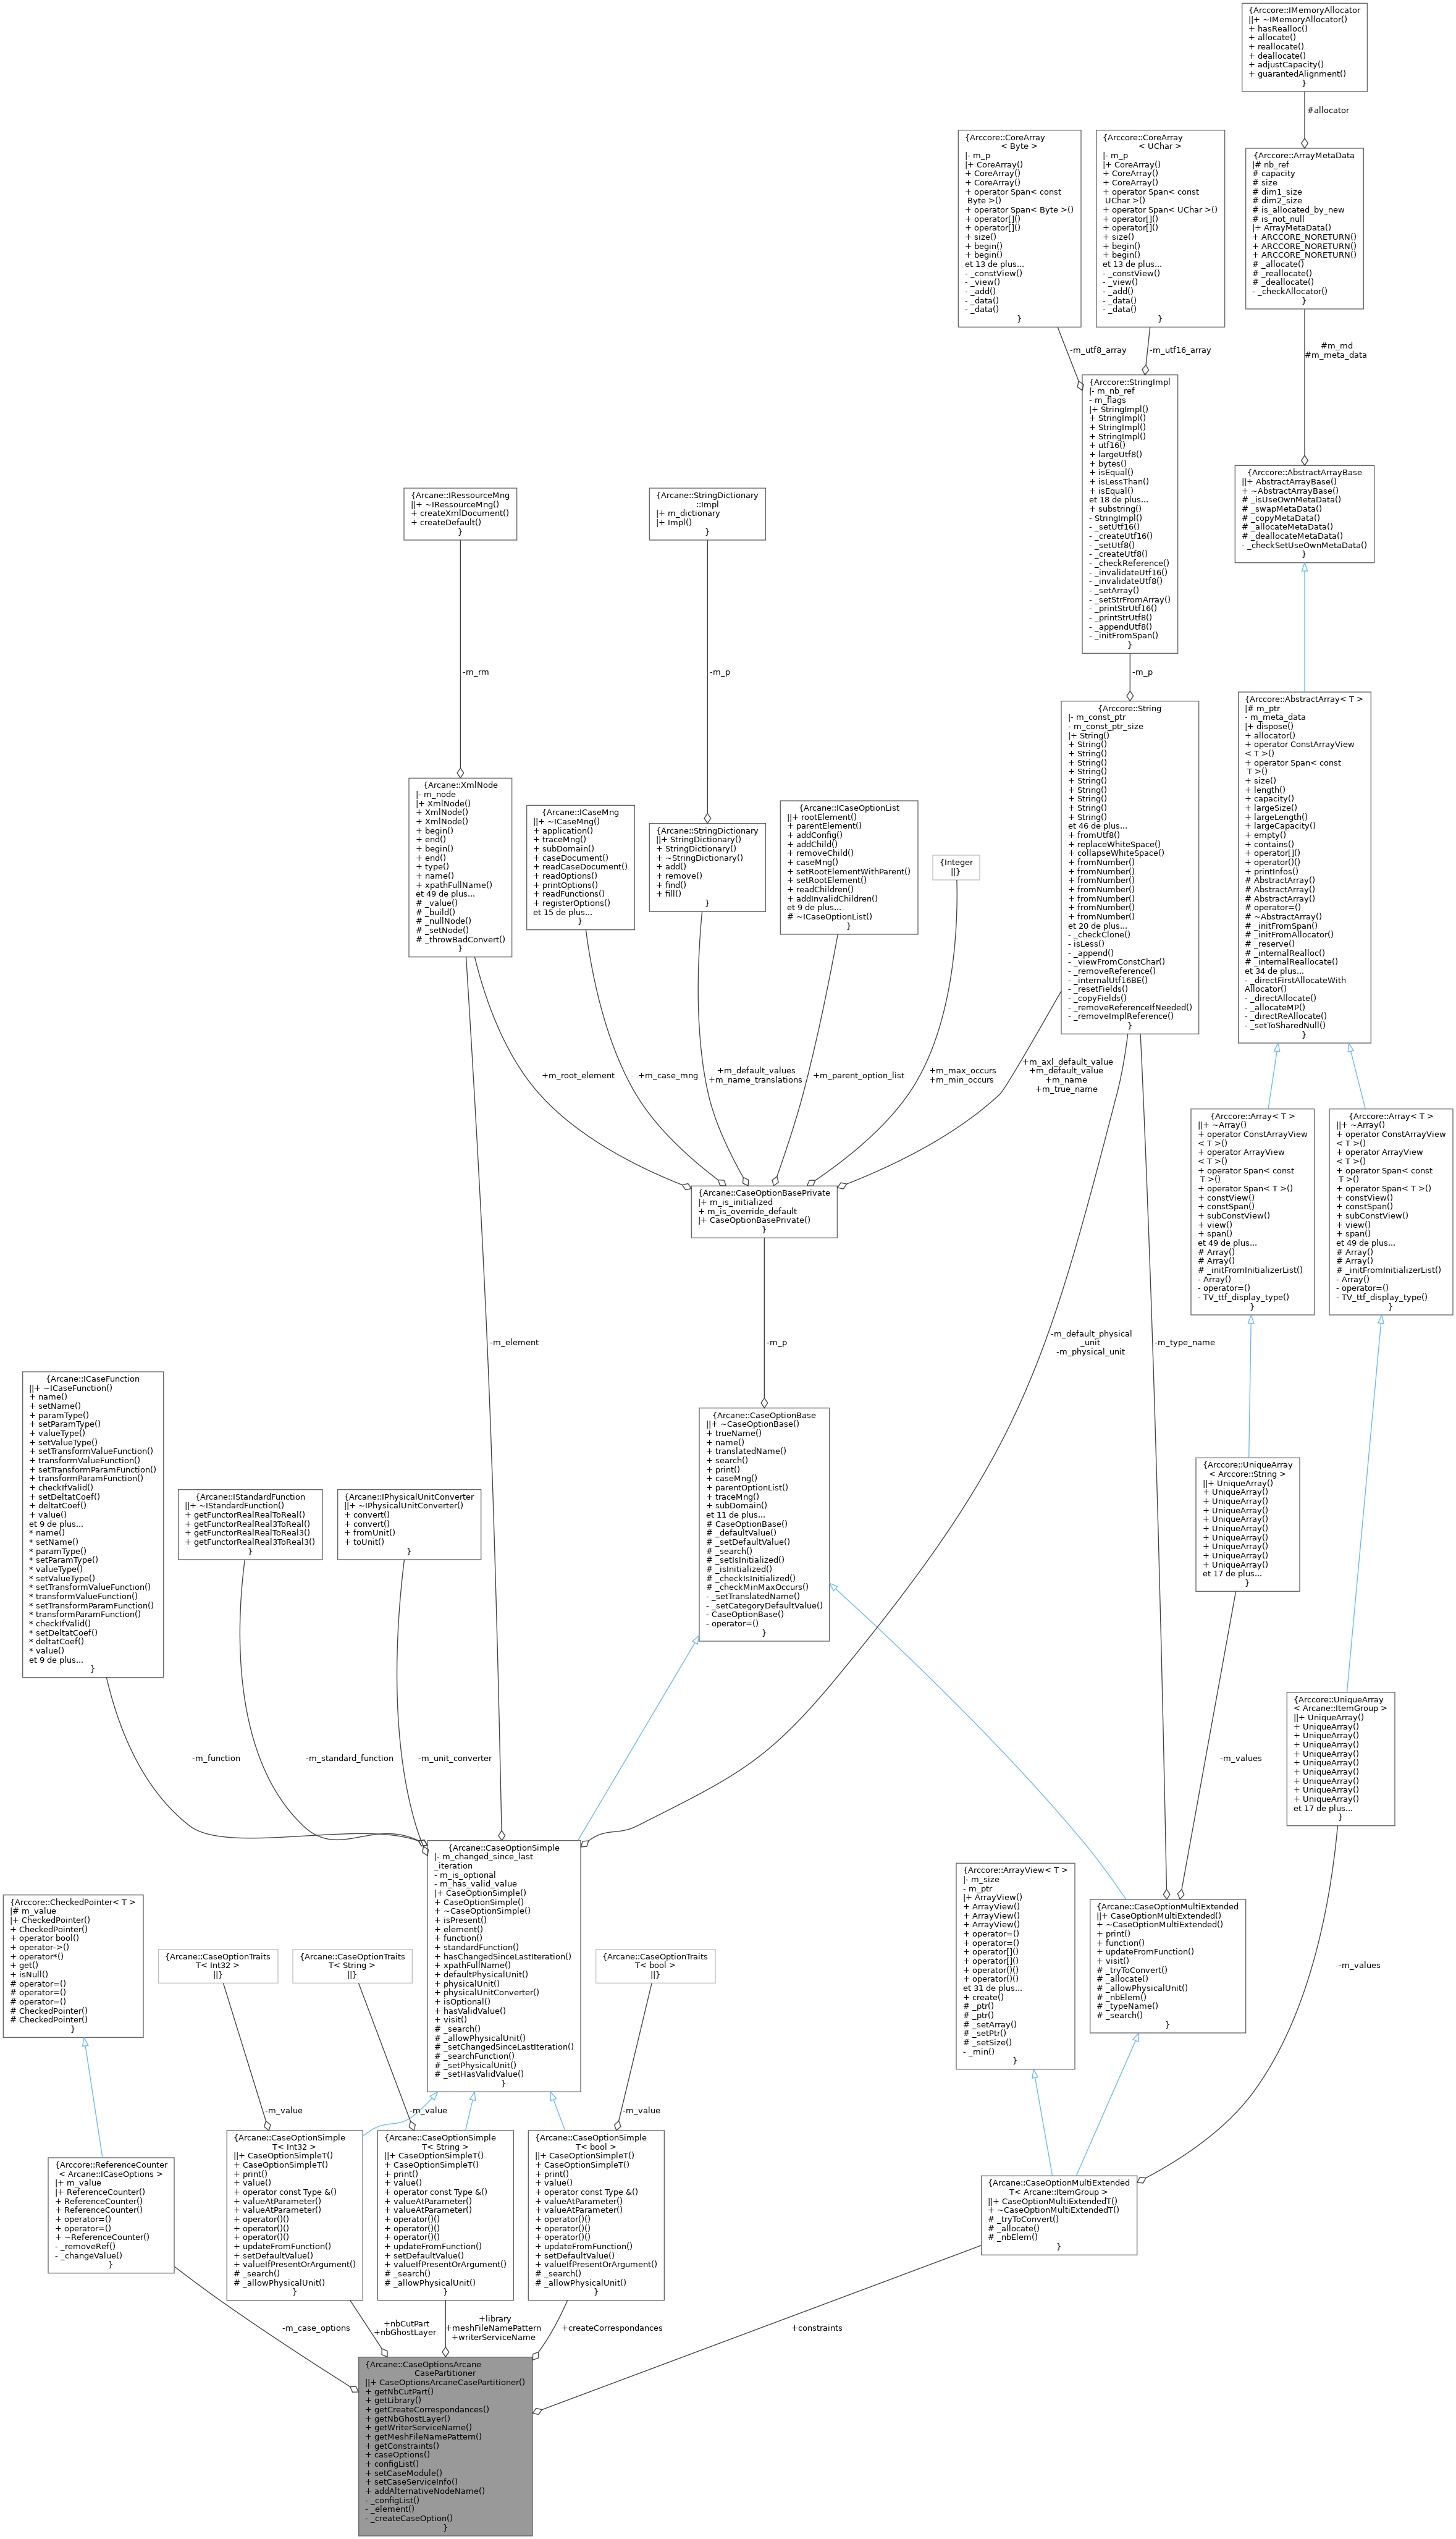 {Arccore::IMemoryAllocator
||+ ~IMemoryAllocator()
+ hasRealloc()
+ allocate()
+ reallocate()
+ deallocate()
+ adjustCapacity()
+ guarantedAlignment()
}
#allocator
{Arccore::CoreArray
< Byte >
|- m_p
|+ CoreArray()
+ CoreArray()
+ CoreArray()
+ operator Span< const
Byte >()
+ operator Span< Byte >()
+ operator[]()
+ operator[]()
+ size()
+ begin()
+ begin()
et 13 de plus...
- _constView()
- _view()
- _add()
- _data()
- _data()
}
{Arccore::CoreArray
< UChar >
|- m_p
|+ CoreArray()
+ CoreArray()
+ CoreArray()
+ operator Span< const
UChar >()
+ operator Span< UChar >()
+ operator[]()
+ operator[]()
+ size()
+ begin()
+ begin()
et 13 de plus...
- _constView()
- _view()
- _add()
- _data()
- _data()
}
{Arccore::ArrayMetaData
|# nb_ref
# capacity
# size
# dim1_size
# dim2_size
# is_allocated_by_new
# is_not_null
|+ ArrayMetaData()
+ ARCCORE_NORETURN()
+ ARCCORE_NORETURN()
+ ARCCORE_NORETURN()
# _allocate()
# _reallocate()
# _deallocate()
- _checkAllocator()
}
-m_utf8_array
-m_utf16_array
#m_md
#m_meta_data
{Arccore::StringImpl
|- m_nb_ref
- m_flags
|+ StringImpl()
+ StringImpl()
+ StringImpl()
+ StringImpl()
+ utf16()
+ largeUtf8()
+ bytes()
+ isEqual()
+ isLessThan()
+ isEqual()
et 18 de plus...
+ substring()
- StringImpl()
- _setUtf16()
- _createUtf16()
- _setUtf8()
- _createUtf8()
- _checkReference()
- _invalidateUtf16()
- _invalidateUtf8()
- _setArray()
- _setStrFromArray()
- _printStrUtf16()
- _printStrUtf8()
- _appendUtf8()
- _initFromSpan()
}
{Arccore::AbstractArrayBase
||+ AbstractArrayBase()
+ ~AbstractArrayBase()
# _isUseOwnMetaData()
# _swapMetaData()
# _copyMetaData()
# _allocateMetaData()
# _deallocateMetaData()
- _checkSetUseOwnMetaData()
}
{Arcane::IRessourceMng
||+ ~IRessourceMng()
+ createXmlDocument()
+ createDefault()
}
{Arcane::StringDictionary
::Impl
|+ m_dictionary
|+ Impl()
}
-m_rm
-m_p
-m_p
{Arcane::XmlNode
|- m_node
|+ XmlNode()
+ XmlNode()
+ XmlNode()
+ begin()
+ end()
+ begin()
+ end()
+ type()
+ name()
+ xpathFullName()
et 49 de plus...
# _value()
# _build()
# _nullNode()
# _setNode()
# _throwBadConvert()
}
{Arcane::ICaseMng
||+ ~ICaseMng()
+ application()
+ traceMng()
+ subDomain()
+ caseDocument()
+ readCaseDocument()
+ readOptions()
+ printOptions()
+ readFunctions()
+ registerOptions()
et 15 de plus...
}
{Arcane::StringDictionary
||+ StringDictionary()
+ StringDictionary()
+ ~StringDictionary()
+ add()
+ remove()
+ find()
+ fill()
}
{Arcane::ICaseOptionList
||+ rootElement()
+ parentElement()
+ addConfig()
+ addChild()
+ removeChild()
+ caseMng()
+ setRootElementWithParent()
+ setRootElement()
+ readChildren()
+ addInvalidChildren()
et 9 de plus...
# ~ICaseOptionList()
}
{Integer
||}
{Arccore::String
|- m_const_ptr
- m_const_ptr_size
|+ String()
+ String()
+ String()
+ String()
+ String()
+ String()
+ String()
+ String()
+ String()
+ String()
et 46 de plus...
+ fromUtf8()
+ replaceWhiteSpace()
+ collapseWhiteSpace()
+ fromNumber()
+ fromNumber()
+ fromNumber()
+ fromNumber()
+ fromNumber()
+ fromNumber()
+ fromNumber()
et 20 de plus...
- _checkClone()
- isLess()
- _append()
- _viewFromConstChar()
- _removeReference()
- _internalUtf16BE()
- _resetFields()
- _copyFields()
- _removeReferenceIfNeeded()
- _removeImplReference()
}
{Arccore::AbstractArray< T >
|# m_ptr
- m_meta_data
|+ dispose()
+ allocator()
+ operator ConstArrayView
< T >()
+ operator Span< const
T >()
+ size()
+ length()
+ capacity()
+ largeSize()
+ largeLength()
+ largeCapacity()
+ empty()
+ contains()
+ operator[]()
+ operator()()
+ printInfos()
# AbstractArray()
# AbstractArray()
# AbstractArray()
# operator=()
# ~AbstractArray()
# _initFromSpan()
# _initFromAllocator()
# _reserve()
# _internalRealloc()
# _internalReallocate()
et 34 de plus...
- _directFirstAllocateWith
Allocator()
- _directAllocate()
- _allocateMP()
- _directReAllocate()
- _setToSharedNull()
}
+m_root_element
+m_case_mng
+m_default_values
+m_name_translations
+m_parent_option_list
+m_max_occurs
+m_min_occurs
+m_axl_default_value
+m_default_value
+m_name
+m_true_name
{Arcane::CaseOptionBasePrivate
|+ m_is_initialized
+ m_is_override_default
|+ CaseOptionBasePrivate()
}
{Arccore::Array< T >
||+ ~Array()
+ operator ConstArrayView
< T >()
+ operator ArrayView
< T >()
+ operator Span< const
T >()
+ operator Span< T >()
+ constView()
+ constSpan()
+ subConstView()
+ view()
+ span()
et 49 de plus...
# Array()
# Array()
# _initFromInitializerList()
- Array()
- operator=()
- TV_ttf_display_type()
}
{Arccore::Array< T >
||+ ~Array()
+ operator ConstArrayView
< T >()
+ operator ArrayView
< T >()
+ operator Span< const
T >()
+ operator Span< T >()
+ constView()
+ constSpan()
+ subConstView()
+ view()
+ span()
et 49 de plus...
# Array()
# Array()
# _initFromInitializerList()
- Array()
- operator=()
- TV_ttf_display_type()
}
-m_element
-m_p
-m_default_physical
_unit
-m_physical_unit
-m_type_name
{Arcane::ICaseFunction
||+ ~ICaseFunction()
+ name()
+ setName()
+ paramType()
+ setParamType()
+ valueType()
+ setValueType()
+ setTransformValueFunction()
+ transformValueFunction()
+ setTransformParamFunction()
+ transformParamFunction()
+ checkIfValid()
+ setDeltatCoef()
+ deltatCoef()
+ value()
et 9 de plus...
* name()
* setName()
* paramType()
* setParamType()
* valueType()
* setValueType()
* setTransformValueFunction()
* transformValueFunction()
* setTransformParamFunction()
* transformParamFunction()
* checkIfValid()
* setDeltatCoef()
* deltatCoef()
* value()
et 9 de plus...
}
{Arcane::IStandardFunction
||+ ~IStandardFunction()
+ getFunctorRealRealToReal()
+ getFunctorRealReal3ToReal()
+ getFunctorRealRealToReal3()
+ getFunctorRealReal3ToReal3()
}
{Arcane::IPhysicalUnitConverter
||+ ~IPhysicalUnitConverter()
+ convert()
+ convert()
+ fromUnit()
+ toUnit()
}
{Arcane::CaseOptionBase
||+ ~CaseOptionBase()
+ trueName()
+ name()
+ translatedName()
+ search()
+ print()
+ caseMng()
+ parentOptionList()
+ traceMng()
+ subDomain()
et 11 de plus...
# CaseOptionBase()
# _defaultValue()
# _setDefaultValue()
# _search()
# _setIsInitialized()
# _isInitialized()
# _checkIsInitialized()
# _checkMinMaxOccurs()
- _setTranslatedName()
- _setCategoryDefaultValue()
- CaseOptionBase()
- operator=()
}
{Arccore::UniqueArray
< Arccore::String >
||+ UniqueArray()
+ UniqueArray()
+ UniqueArray()
+ UniqueArray()
+ UniqueArray()
+ UniqueArray()
+ UniqueArray()
+ UniqueArray()
+ UniqueArray()
+ UniqueArray()
et 17 de plus...
}
{Arccore::UniqueArray
< Arcane::ItemGroup >
||+ UniqueArray()
+ UniqueArray()
+ UniqueArray()
+ UniqueArray()
+ UniqueArray()
+ UniqueArray()
+ UniqueArray()
+ UniqueArray()
+ UniqueArray()
+ UniqueArray()
et 17 de plus...
}
-m_function
-m_standard_function
-m_unit_converter
-m_values
{Arcane::CaseOptionSimple
|- m_changed_since_last
_iteration
- m_is_optional
- m_has_valid_value
|+ CaseOptionSimple()
+ CaseOptionSimple()
+ ~CaseOptionSimple()
+ isPresent()
+ element()
+ function()
+ standardFunction()
+ hasChangedSinceLastIteration()
+ xpathFullName()
+ defaultPhysicalUnit()
+ physicalUnit()
+ physicalUnitConverter()
+ isOptional()
+ hasValidValue()
+ visit()
# _search()
# _allowPhysicalUnit()
# _setChangedSinceLastIteration()
# _searchFunction()
# _setPhysicalUnit()
# _setHasValidValue()
}
{Arccore::ArrayView< T >
|- m_size
- m_ptr
|+ ArrayView()
+ ArrayView()
+ ArrayView()
+ ArrayView()
+ operator=()
+ operator=()
+ operator[]()
+ operator[]()
+ operator()()
+ operator()()
et 31 de plus...
+ create()
# _ptr()
# _ptr()
# _setArray()
# _setPtr()
# _setSize()
- _min()
}
{Arcane::CaseOptionMultiExtended
||+ CaseOptionMultiExtended()
+ ~CaseOptionMultiExtended()
+ print()
+ function()
+ updateFromFunction()
+ visit()
# _tryToConvert()
# _allocate()
# _allowPhysicalUnit()
# _nbElem()
# _typeName()
# _search()
}
-m_values
{Arccore::CheckedPointer< T >
|# m_value
|+ CheckedPointer()
+ CheckedPointer()
+ operator bool()
+ operator->()
+ operator*()
+ get()
+ isNull()
# operator=()
# operator=()
# operator=()
# CheckedPointer()
# CheckedPointer()
}
{Arcane::CaseOptionTraits
T< Int32 >
||}
{Arcane::CaseOptionTraits
T< String >
||}
{Arcane::CaseOptionTraits
T< bool >
||}
-m_value
-m_value
-m_value
{Arccore::ReferenceCounter
< Arcane::ICaseOptions >
|+ m_value
|+ ReferenceCounter()
+ ReferenceCounter()
+ ReferenceCounter()
+ operator=()
+ operator=()
+ ~ReferenceCounter()
- _removeRef()
- _changeValue()
}
{Arcane::CaseOptionSimple
T< Int32 >
||+ CaseOptionSimpleT()
+ CaseOptionSimpleT()
+ print()
+ value()
+ operator const Type &()
+ valueAtParameter()
+ valueAtParameter()
+ operator()()
+ operator()()
+ operator()()
+ updateFromFunction()
+ setDefaultValue()
+ valueIfPresentOrArgument()
# _search()
# _allowPhysicalUnit()
}
{Arcane::CaseOptionSimple
T< String >
||+ CaseOptionSimpleT()
+ CaseOptionSimpleT()
+ print()
+ value()
+ operator const Type &()
+ valueAtParameter()
+ valueAtParameter()
+ operator()()
+ operator()()
+ operator()()
+ updateFromFunction()
+ setDefaultValue()
+ valueIfPresentOrArgument()
# _search()
# _allowPhysicalUnit()
}
{Arcane::CaseOptionSimple
T< bool >
||+ CaseOptionSimpleT()
+ CaseOptionSimpleT()
+ print()
+ value()
+ operator const Type &()
+ valueAtParameter()
+ valueAtParameter()
+ operator()()
+ operator()()
+ operator()()
+ updateFromFunction()
+ setDefaultValue()
+ valueIfPresentOrArgument()
# _search()
# _allowPhysicalUnit()
}
{Arcane::CaseOptionMultiExtended
T< Arcane::ItemGroup >
||+ CaseOptionMultiExtendedT()
+ ~CaseOptionMultiExtendedT()
# _tryToConvert()
# _allocate()
# _nbElem()
}
-m_case_options
+nbCutPart
+nbGhostLayer
+library
+meshFileNamePattern
+writerServiceName
+createCorrespondances
+constraints
{Arcane::CaseOptionsArcane
CasePartitioner
||+ CaseOptionsArcaneCasePartitioner()
+ getNbCutPart()
+ getLibrary()
+ getCreateCorrespondances()
+ getNbGhostLayer()
+ getWriterServiceName()
+ getMeshFileNamePattern()
+ getConstraints()
+ caseOptions()
+ configList()
+ setCaseModule()
+ setCaseServiceInfo()
+ addAlternativeNodeName()
- _configList()
- _element()
- _createCaseOption()
}